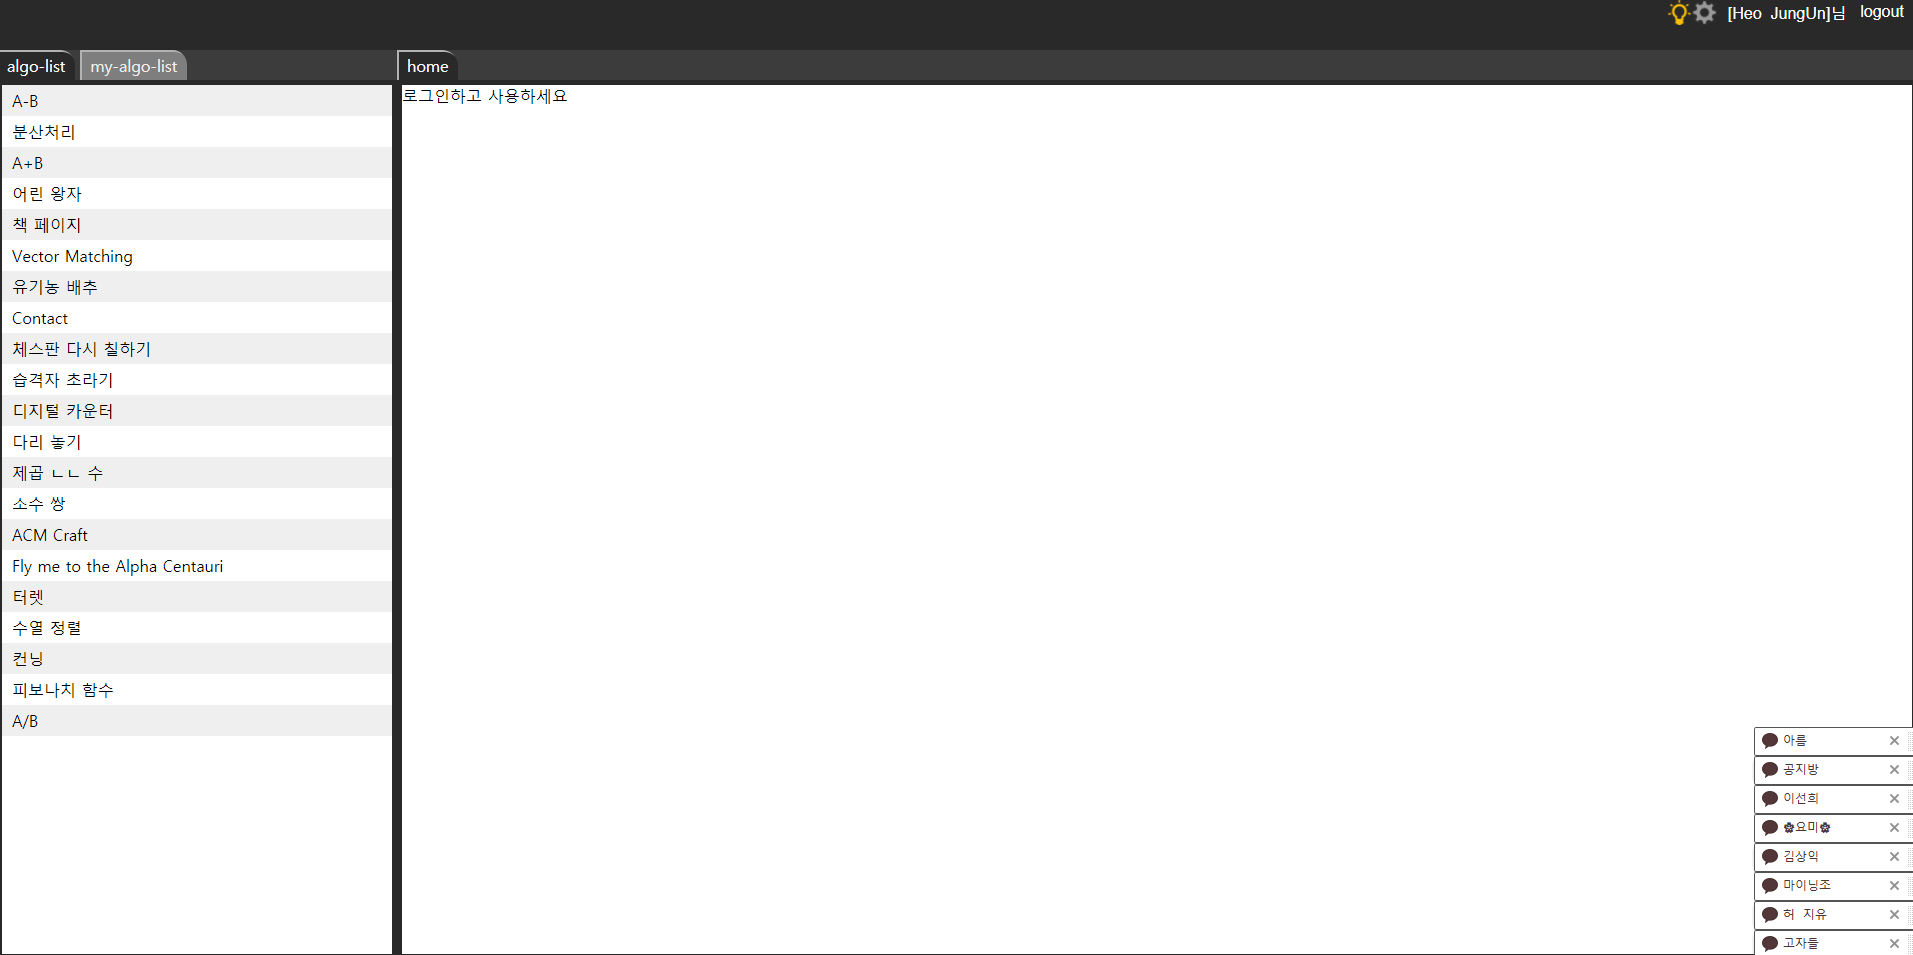 [Heo JungUn]님 logout
algo-list my-algo-list home
로그인하고 사용하세요
A-B
분산처리
A+B
어린 왕자
책 페이지
Vector Matching
유기농 배추
Contact
체스판 다시 칠하기
습격자 초라기
디지털 카운터
다리 놓기
제곱 ㄴㄴ 수
소수 쌍
ACM Craft
Fly me to the Alpha Centauri
터렛
수열 정렬
컨닝
피보나치 함수
A/B
아름
공지방
이선희
✿요미✿
김상익
마이닝조
허 지유
고자들